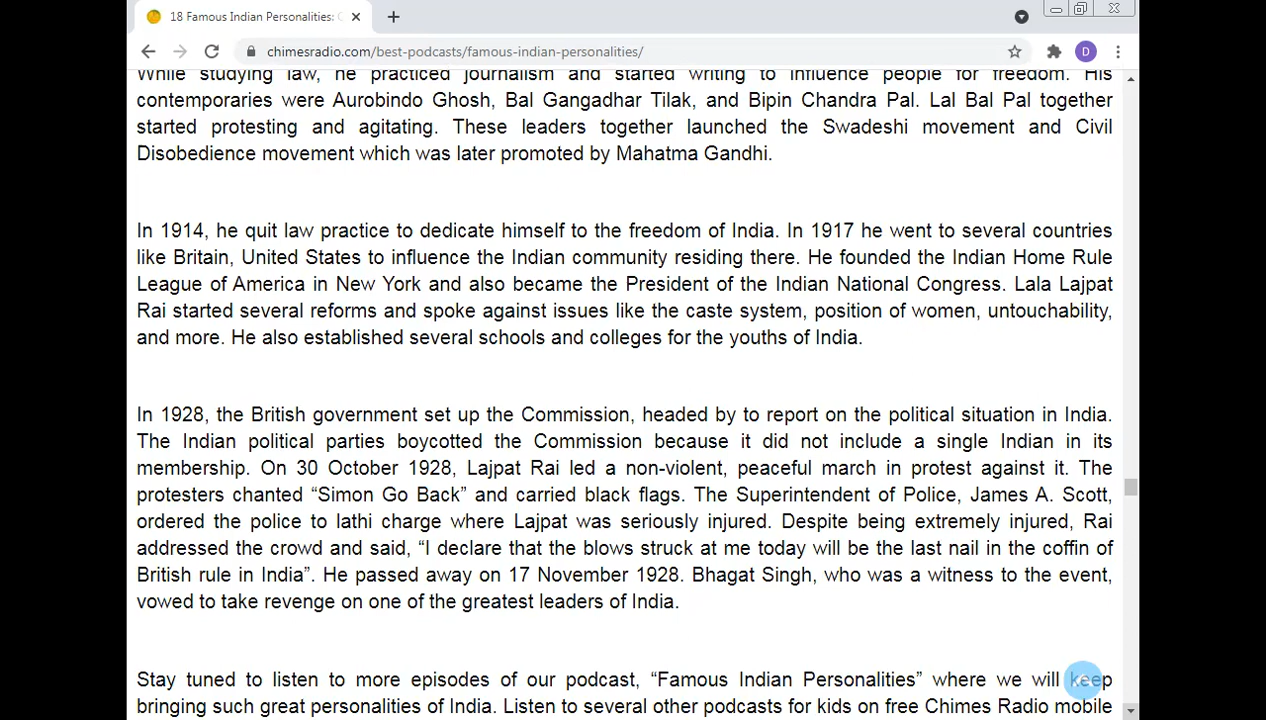 18 Famous Indian Personalities:
chimesradio.com/best-podcasts/famous-indian-personalities/
D
While studying law, he practiced journalism and started writing to influence people for freedom. His
contemporaries were Aurobindo Ghosh, Bal Gangadhar Tilak, and Bipin Chandra Pal. Lal Bal Pal together
started protesting and agitating. These leaders together launched the Swadeshi movement and Civil
Disobedience movement which was later promoted by Mahatma Gandhi.
In 1914, he quit law practice to dedicate himself to the freedom of India. In 1917 he went to several countries
like Britain, United States to influence the Indian community residing there. He founded the Indian Home Rule
League of America in New York and also became the President of the Indian National Congress. Lala Lajpat
Rai started several reforms and spoke against issues like the caste system, position of women, untouchability,
and more. He also established several schools and colleges for the youths of India.
In 1928, the British government set up the Commission, headed by to report on the political situation in India.
The Indian political parties boycotted the Commission because it did not include a single Indian in its
membership. On 30 October 1928, Lajpat Rai led a non-violent, peaceful march in protest against it. The
protesters chanted “Simon Go Back” and carried black flags. The Superintendent of Police, James A. Scott,
ordered the police to lathi charge where Lajpat was seriously injured. Despite being extremely injured, Rai
addressed the crowd and said, “I declare that the blows struck at me today will be the last nail in the coffin of
British rule in India”. He passed away on 17 November 1928. Bhagat Singh, who was a witness to the event,
vowed to take revenge on one of the greatest leaders of India.
Stay tuned to listen to more episodes of our podcast, “Famous Indian Personalities” where we will keep
bringing such great personalities of India. Listen to several other podcasts for kids on free Chimes Radio mobile